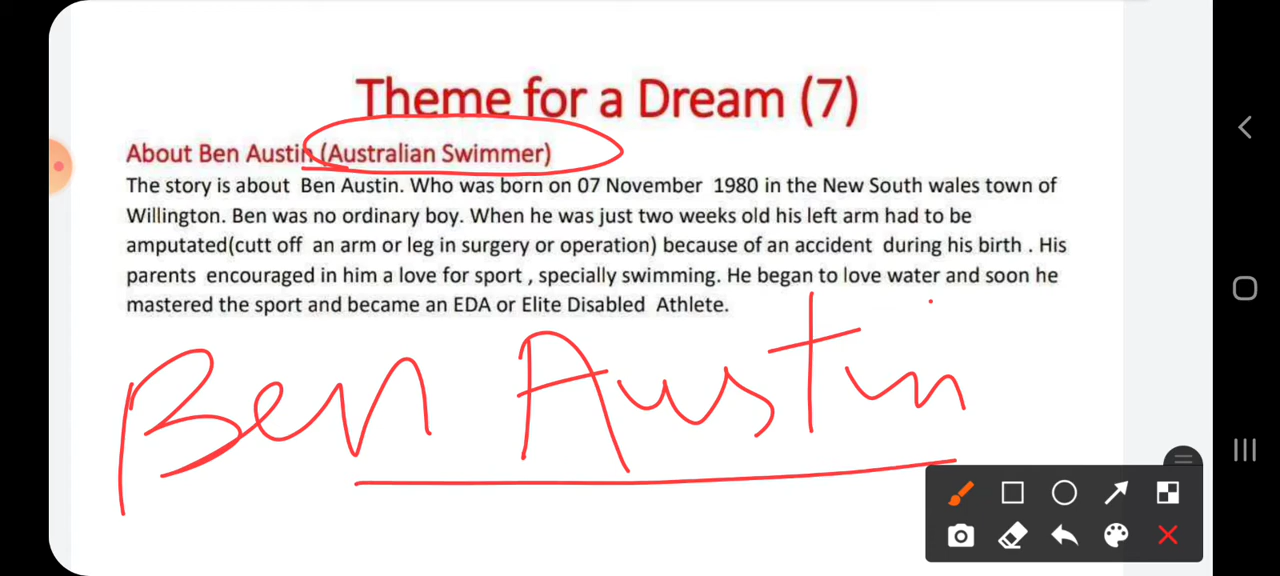 Theme for a Dream (7)
About Ben Austin (Australian Swimmer)
The story is about Ben Austin. Who was born on 07 November 1980 in the New South wales town of
Willington. Ben was no ordinary boy. When he was just two weeks old his left arm had to be
amputated(cutt off an arm or leg in surgery or operation) because of an accident during his birth . His
parents encouraged in him a love for sport , specially swimming. He began to love water and soon he
mastered the sport and became an EDA or Elite Disabled Athlete.
Ben Austin